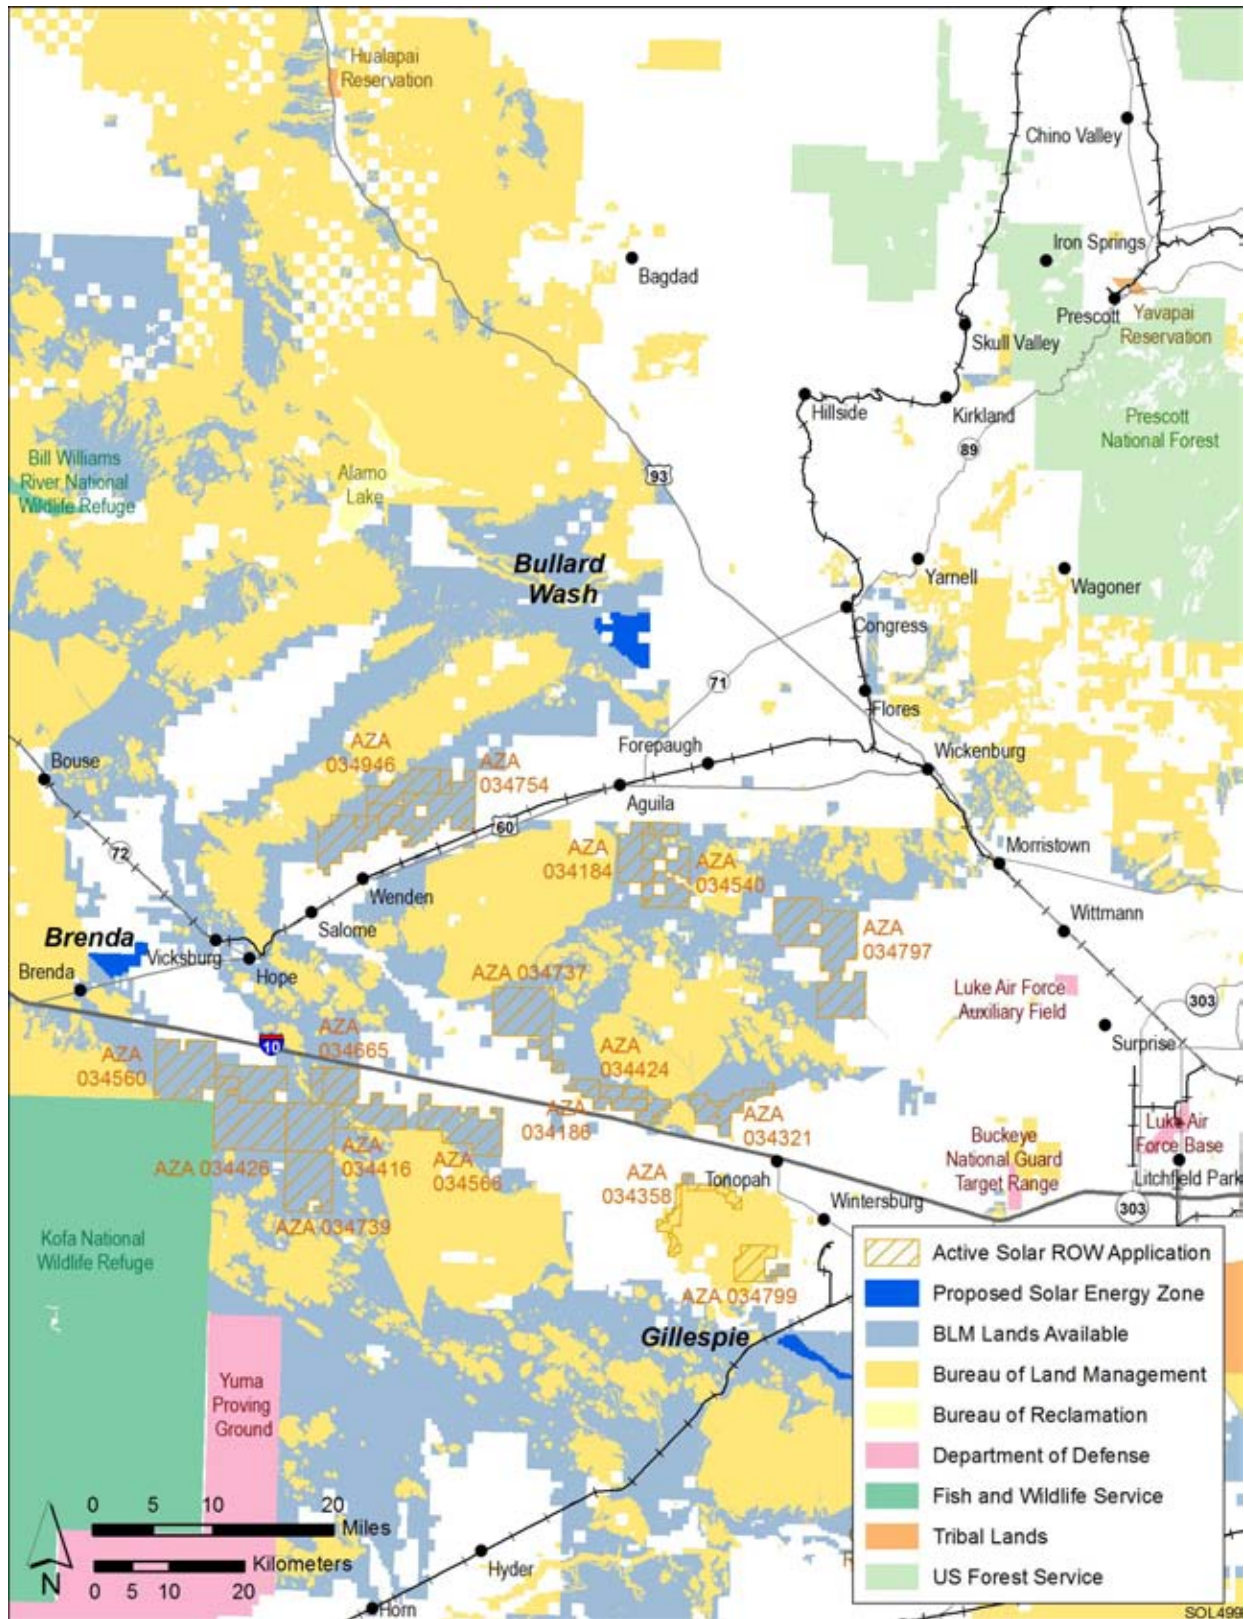 Hualapai
Reservation
Chino Valley
Iron Springs
Bagdad
Prescott
Yavapai
Reservation
Skull Valley
Hillside
Kirkland
Prescott
National Forest
89
93
Bill Williams
River National
Wildlife Refuge
Alamo
Lake
Bullard
Wash
Yarnell
Wagoner
Congress
71
Flores
Forepaugh
Wickenburg
AZA
034946
AZA
034754
Bouse
Aguila
60
72
AZA
034184
AZA
034540
Morristown
Wenden
Salome
Wittmann
Brenda
Vicksburg
Hope
AZA
034797
Brenda
AZA 034737
Luke Air Force
Auxiliary Field
303
Surprise
10
AZA
034665
AZA
034560
AZA
034424
AZA
034186
AZA
034321
Buckeye
National Guard
Target Range
Luke Air
Force Base
Litchfield Park
AZA 034426
AZA
034416
AZA
034566
AZA
034358
Tonopah
Wintersburg
303
AZA 034739
Kofa National
Wildlife Refuge
AZA 034799
Gillespie
Yuma
Proving
Ground
Hyder
Horn
Active Solar ROW Application
Proposed Solar Energy Zone
BLM Lands Available
Bureau of Land Management
Bureau of Reclamation
Department of Defense
Fish and Wildlife Service
Tribal Lands
US Forest Service
0 5 10 20
Miles
Kilometers
0 5 10 20
N